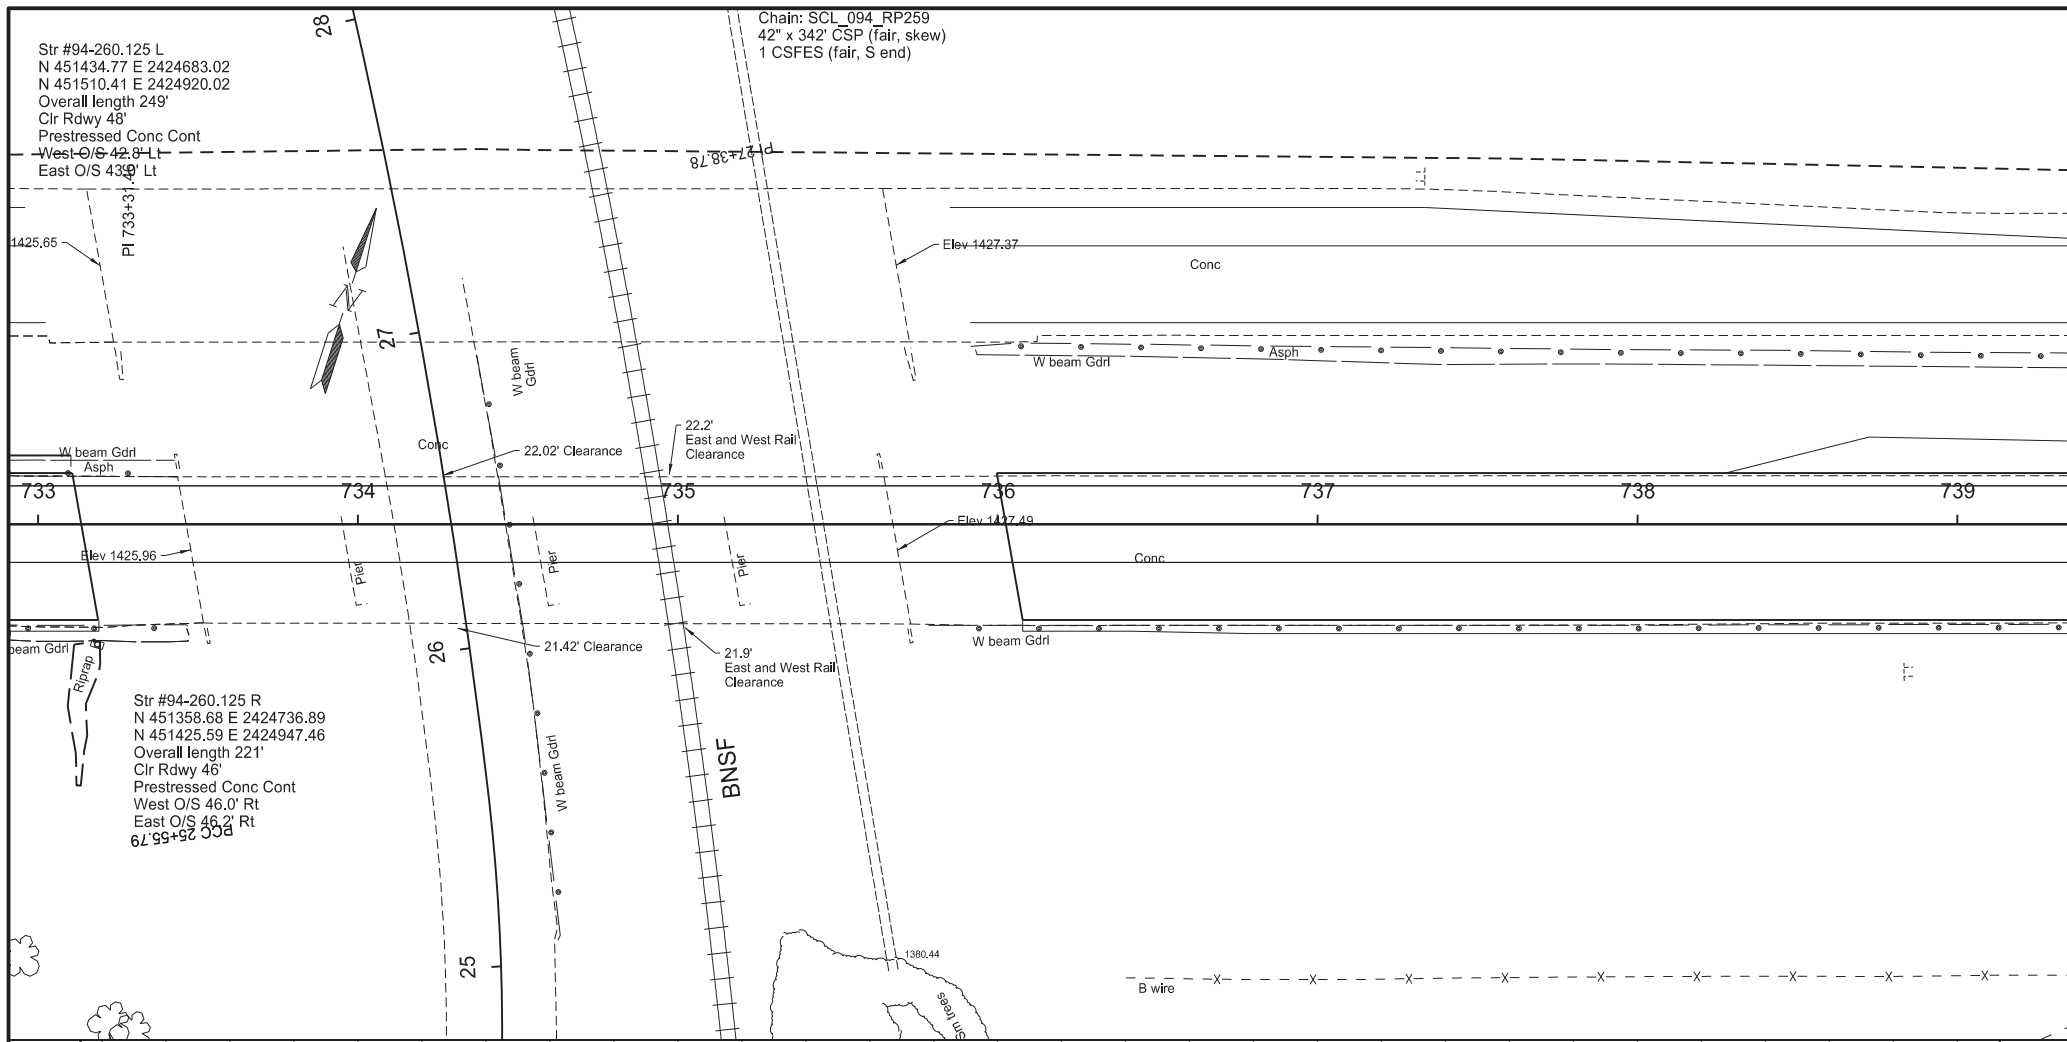 Chain: SCL_094_RP259
42" x 342' CSP (fair, skew)
1 CSFES (fair, S end)
28
Str #94-260.125 L
N 451434.77 E 2424683.02
N 451510.41 E 2424920.02
Overall length 249'
Clr Rdwy 48'
Prestressed Conc Cont
West O/S 42.8' Lt
East O/S 43.0' Lt
PI 733+31.46
PI 27+38.78
1425.65
Elev 1427.37
Conc
N
27
W beam
Gdrl
Asph
W beam Gdrl
22.2'
East and West Rail
Clearance
Conc
22.02' Clearance
W beam Gdrl
Asph
733
734
735
736
737
738
739
Elev 1427.49
Elev 1425.96
Pier
Pier
Pier
Conc
26
21.42' Clearance
21.9'
East and West Rail
Clearance
W beam Gdrl
beam Gdrl
Riprap
Str #94-260.125 R
N 451358.68 E 2424736.89
N 451425.59 E 2424947.46
Overall length 221'
Clr Rdwy 46'
Prestressed Conc Cont
West O/S 46.0' Rt
East O/S 46.2' Rt
PCC 25+55.79
W beam Gdrl
BNSF
25
1380.44
Sm trees
B wire
X X X X X X X X X